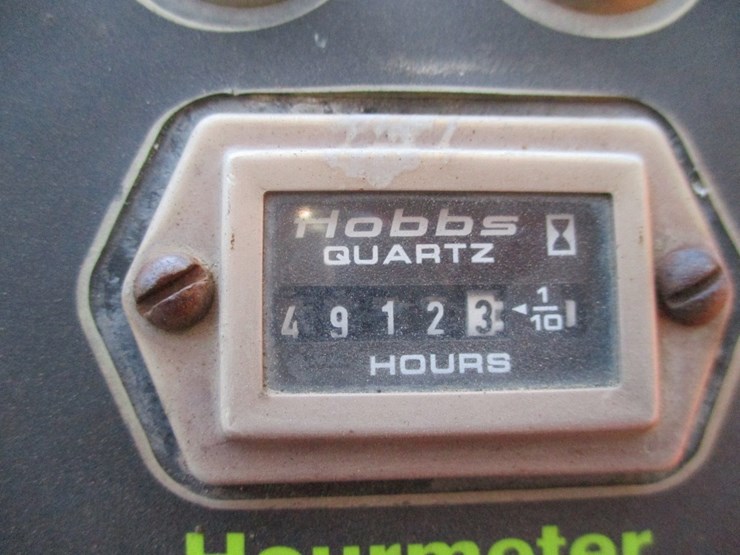 Hobbs
QUARTZ
4 9 1 2 3 ◄ 1/10
HOURS
Hourmeter